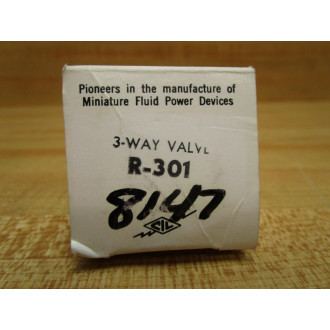 Pioneers in the manufacture of
Miniature Fluid Power Devices
3-WAY VALVE
R-301
8147